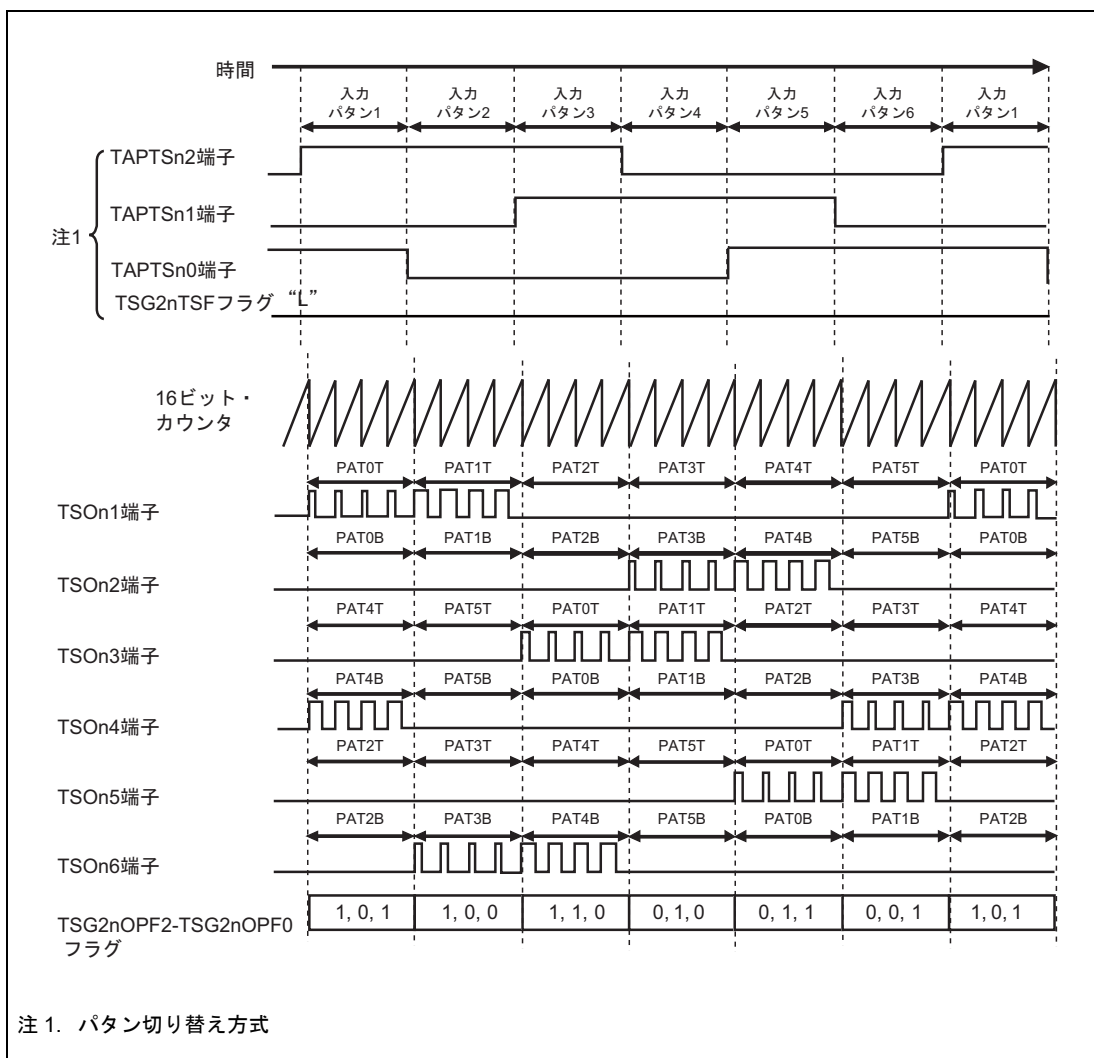 時間
入力 入力 入力 入力 入力 入力 入力
パタン1 パタン2 パタン3 パタン4 パタン5 パタン6 パタン1
TAPTSn2端子
TAPTSn1端子
注1
TAPTSn0端子
TSG2nTSFフラグ “L”
16ビット・
カウンタ
PAT0T PAT1T PAT2T PAT3T PAT4T PAT5T PAT0T
TSOn1端子
PAT0B PAT1B PAT2B PAT3B PAT4B PAT5B PAT0B
TSOn2端子
PAT4T PAT5T PAT0T PAT1T PAT2T PAT3T PAT4T
TSOn3端子
PAT4B PAT5B PAT0B PAT1B PAT2B PAT3B PAT4B
TSOn4端子
PAT2T PAT3T PAT4T PAT5T PAT0T PAT1T PAT2T
TSOn5端子
PAT2B PAT3B PAT4B PAT5B PAT0B PAT1B PAT2B
TSOn6端子
1, 0, 1 1, 0, 0 1, 1, 0 0, 1, 0 0, 1, 1 0, 0, 1 1, 0, 1
TSG2nOPF2-TSG2nOPF0
フラグ
注 1. パタン切り替え方式